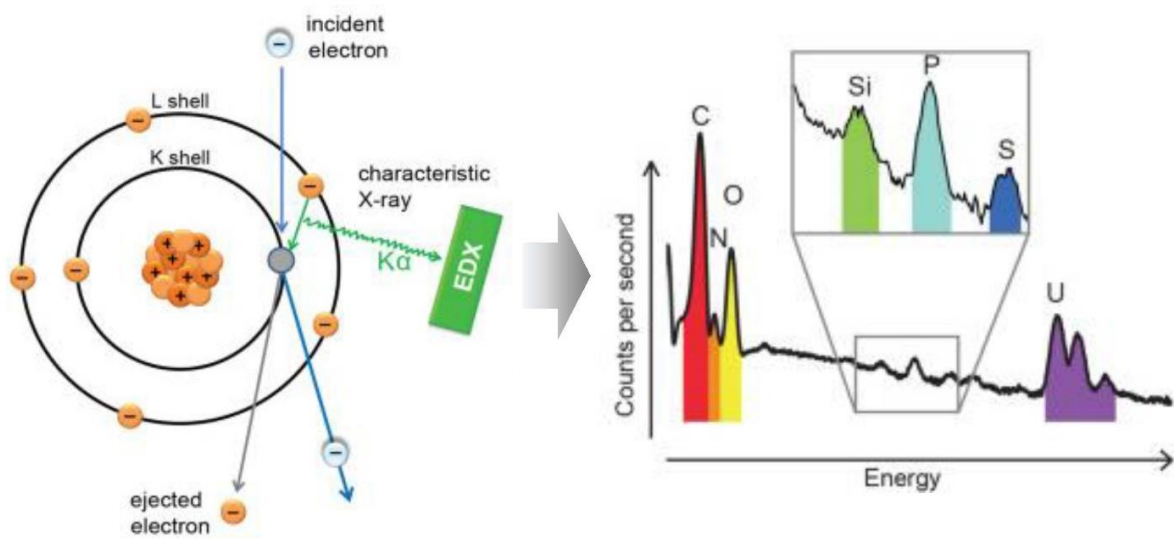 incident
electron
L shell
K shell
characteristic
X-ray
Kα
EDX
ejected
electron
Counts per second
Energy
C
N
O
U
Si
P
S